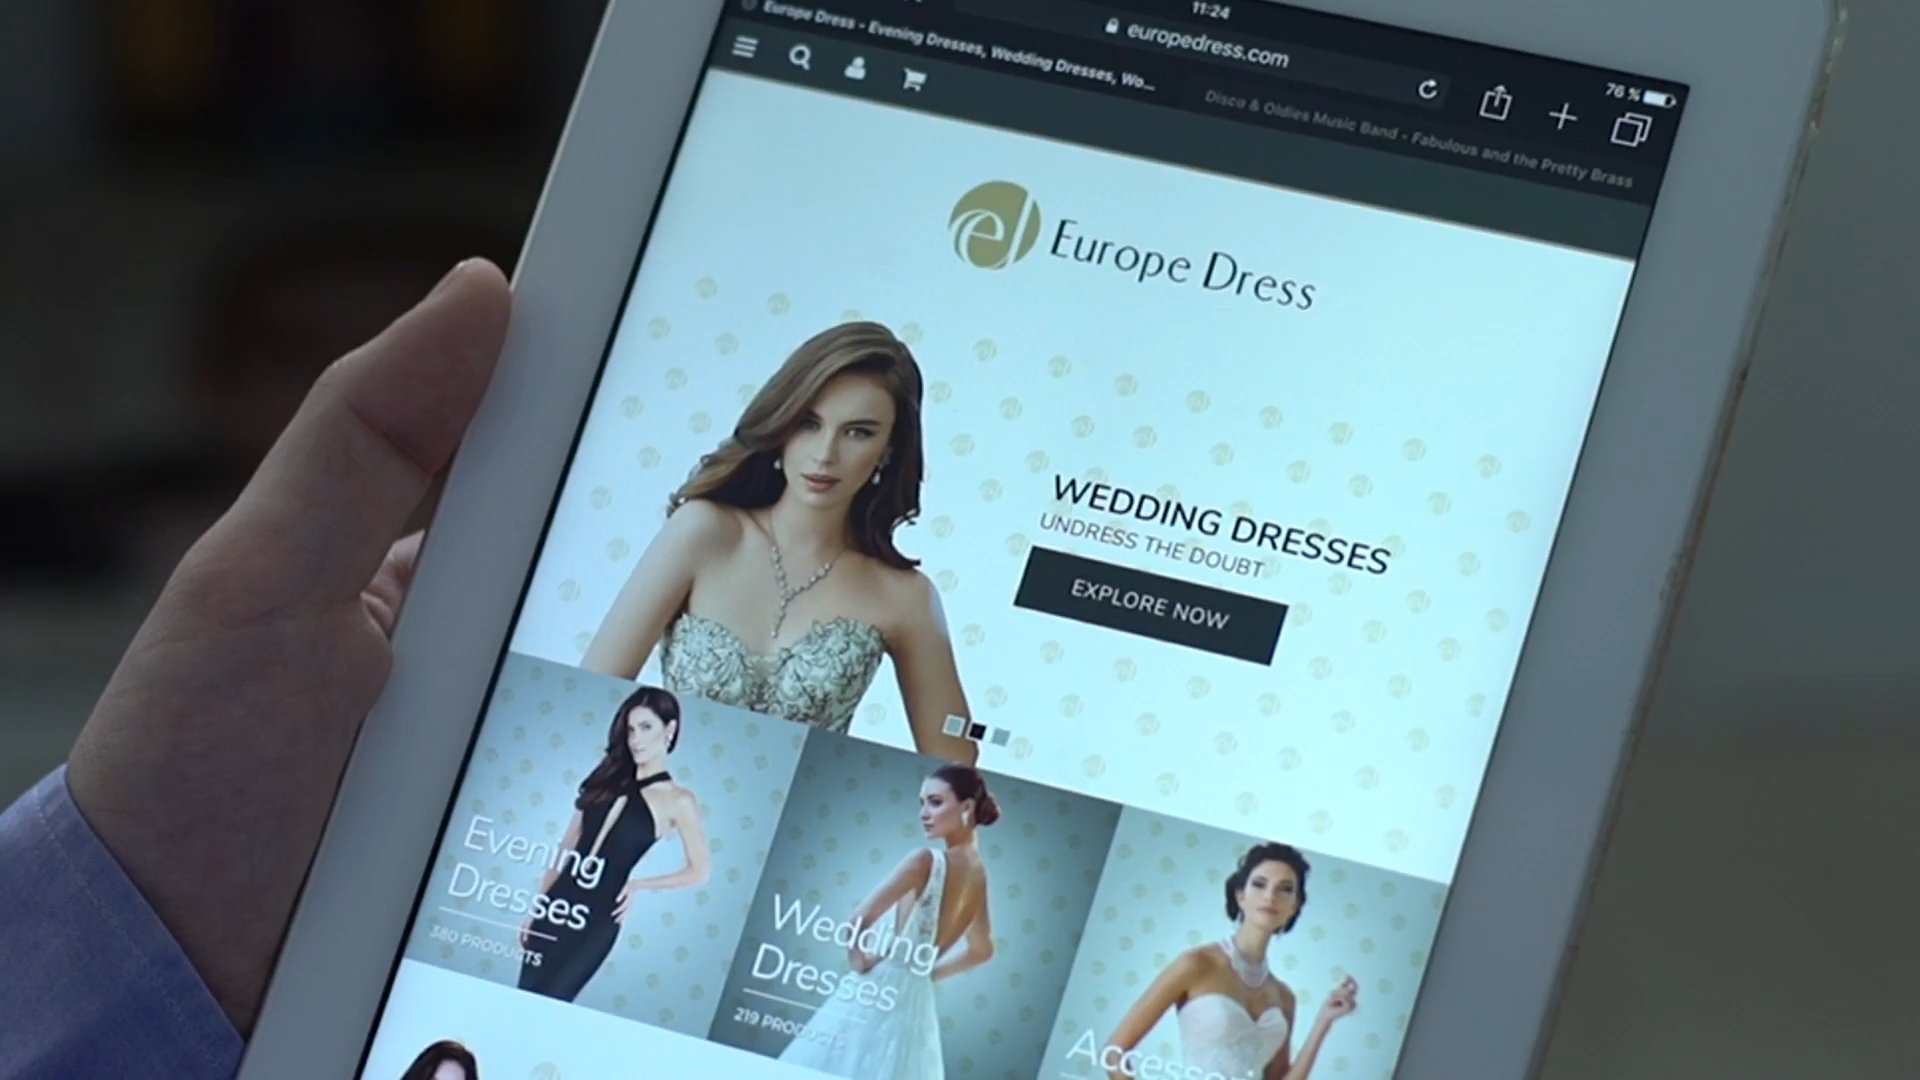 11:24
europedress.com
76 %
Europe Dress - Evening Dresses, Wedding Dresses, Wo...
Disco & Oldies Music Band - Fabulous and the Pretty Brass
el Europe Dress
WEDDING DRESSES
UNDRESS THE DOUBT
EXPLORE NOW
Evening
Dresses
380 PRODUCTS
Wedding
Dresses
219 PRODUCTS
Accessori